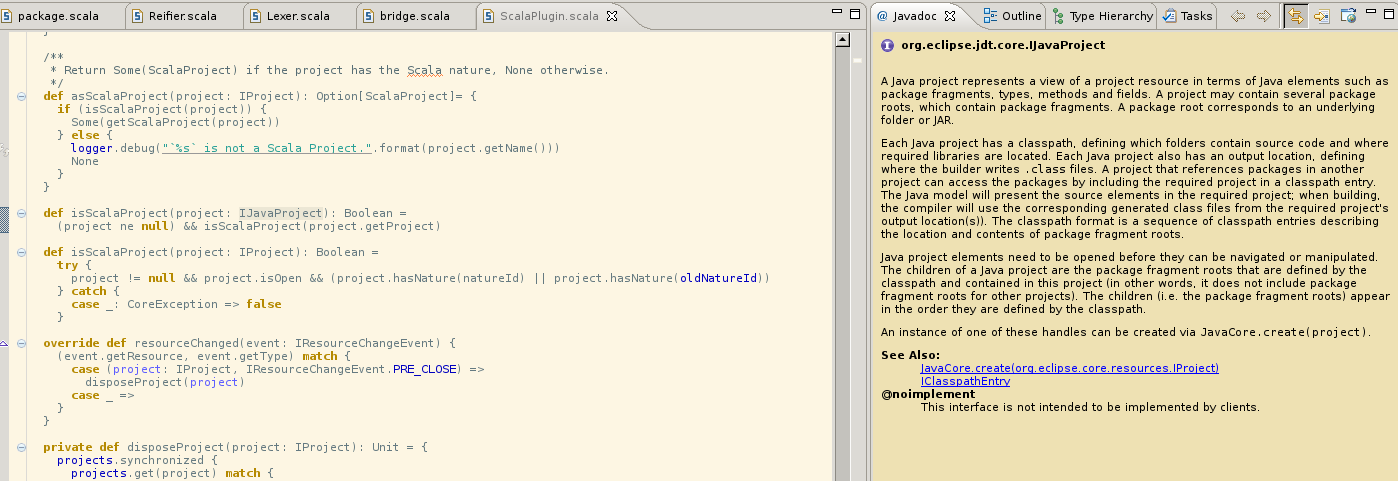 package.scala
Reifier.scala
Lexer.scala
bridge.scala
ScalaPlugin.scala
}
/**
 * Return Some(ScalaProject) if the project has the Scala nature, None otherwise.
 */
def asScalaProject(project: IProject): Option[ScalaProject]= {
  if (isScalaProject(project)) {
    Some(getScalaProject(project))
  } else {
    logger.debug("`%s` is not a Scala Project.".format(project.getName()))
    None
  }
}
def isScalaProject(project: IJavaProject): Boolean =
  (project ne null) && isScalaProject(project.getProject)
def isScalaProject(project: IProject): Boolean =
  try {
    project != null && project.isOpen && (project.hasNature(natureId) || project.hasNature(oldNatureId))
  } catch {
    case _: CoreException => false
  }
override def resourceChanged(event: IResourceChangeEvent) {
  (event.getResource, event.getType) match {
    case (project: IProject, IResourceChangeEvent.PRE_CLOSE) =>
      disposeProject(project)
    case _ =>
  }
}
private def disposeProject(project: IProject): Unit = {
  projects.synchronized {
    projects.get(project) match {
@ Javadoc
Outline
Type Hierarchy
Tasks
I org.eclipse.jdt.core.IJavaProject
A Java project represents a view of a project resource in terms of Java elements such as
package fragments, types, methods and fields. A project may contain several package
roots, which contain package fragments. A package root corresponds to an underlying
folder or JAR.
Each Java project has a classpath, defining which folders contain source code and where
required libraries are located. Each Java project also has an output location, defining
where the builder writes .class files. A project that references packages in another
project can access the packages by including the required project in a classpath entry.
The Java model will present the source elements in the required project; when building,
the compiler will use the corresponding generated class files from the required project's
output location(s)). The classpath format is a sequence of classpath entries describing
the location and contents of package fragment roots.
Java project elements need to be opened before they can be navigated or manipulated.
The children of a Java project are the package fragment roots that are defined by the
classpath and contained in this project (in other words, it does not include package
fragment roots for other projects). The children (i.e. the package fragment roots) appear
in the order they are defined by the classpath.
An instance of one of these handles can be created via JavaCore.create(project).
See Also:
JavaCore.create(org.eclipse.core.resources.IProject)
IClasspathEntry
@noimplement
This interface is not intended to be implemented by clients.